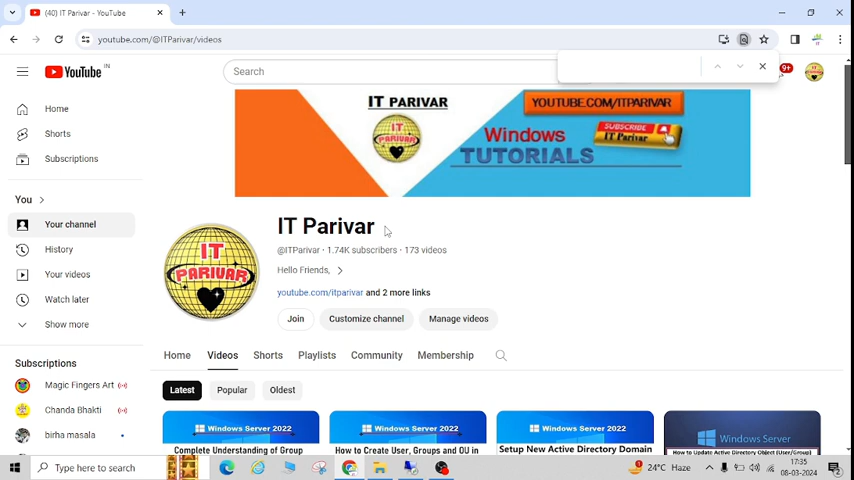 (40) IT Parivar - YouTube
youtube.com/@ITParivar/videos
YouTube IN
Search
9+
IT PARIVAR
YOUTUBE.COM/ITPARIVAR
IT PARIVAR
Windows
TUTORIALS
SUBSCRIBE
IT Parivar
Home
Shorts
Subscriptions
You
Your channel
History
Your videos
Watch later
Show more
Subscriptions
Magic Fingers Art
Chanda Bhakti
birha masala
IT
PARIVAR
IT Parivar
@ITParivar · 1.74K subscribers · 173 videos
Hello Friends,
youtube.com/itparivar and 2 more links
Join Customize channel Manage videos
Home Videos Shorts Playlists Community Membership
Latest Popular Oldest
Windows Server 2022
Complete Understanding of Group
Windows Server 2022
How to Create User, Groups and OU in
Windows Server 2022
Setup New Active Directory Domain
Windows Server
How to Update Active Directory Object (User/Group)
Type here to search
24°C Haze
17:35
08-03-2024
2